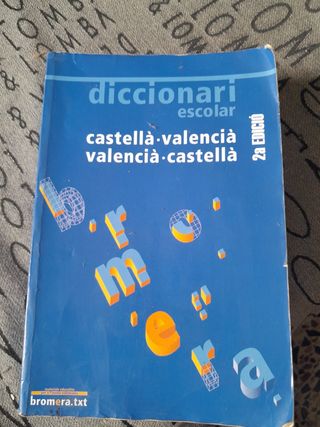 diccionari
escolar
castellà·valencià
valencià·castellà
2a EDICIÓ
b
r
c
m
e
r
a
!!
bromera.txt